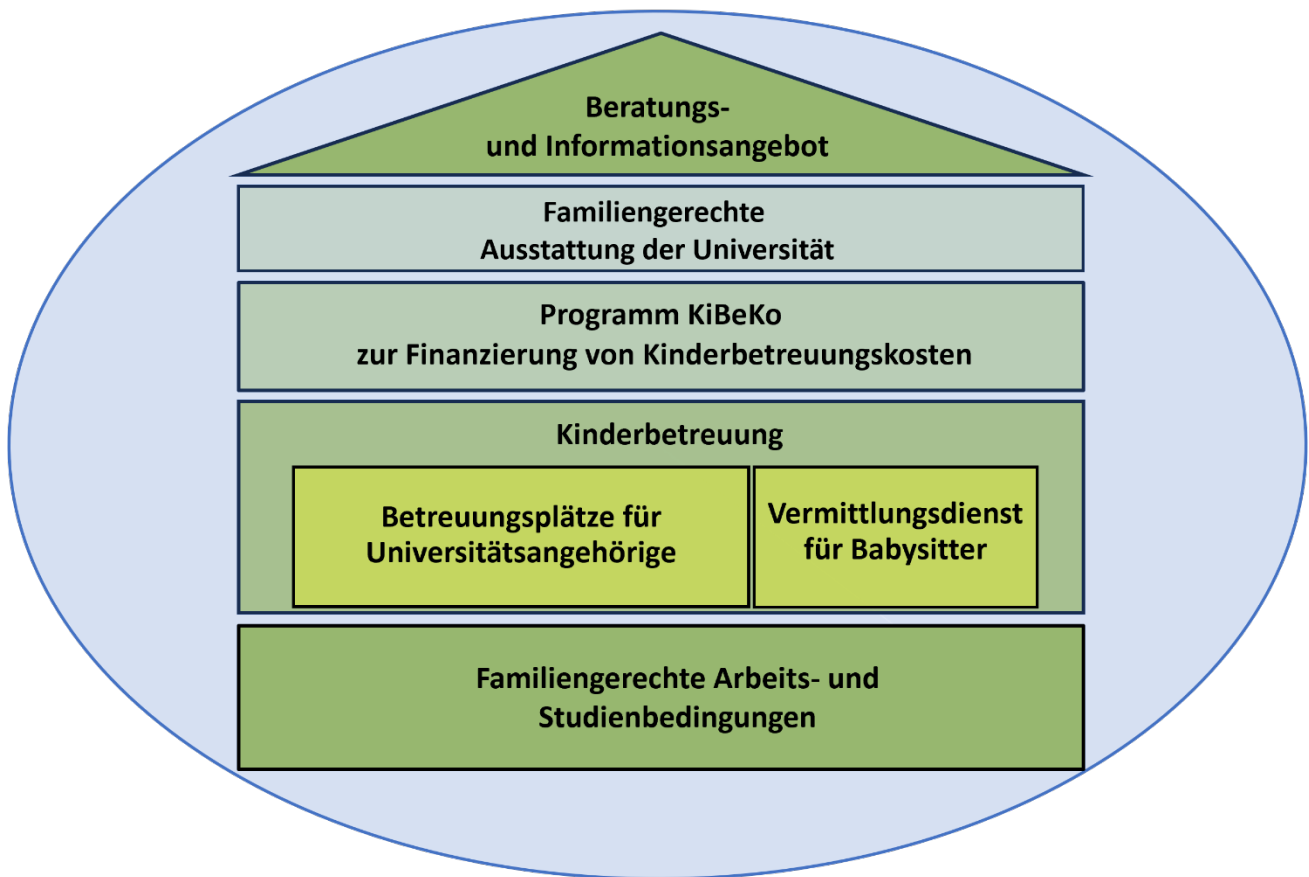 Beratungs-
und Informationsangebot
Familiengerechte
Ausstattung der Universität
Programm KiBeKo
zur Finanzierung von Kinderbetreuungskosten
Kinderbetreuung
Betreuungsplätze für
Universitätsangehörige
Vermittlungsdienst
für Babysitter
Familiengerechte Arbeits- und
Studienbedingungen